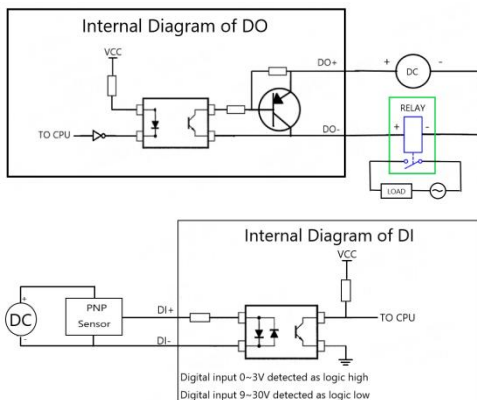 Internal Diagram of DO
VCC
TO CPU
DO+
DO-
+ DC -
RELAY
+ -
LOAD
Internal Diagram of DI
VCC
TO CPU
+
DC
-
PNP
Sensor
DI+
DI-
Digital input 0~3V detected as logic high
Digital input 9~30V detected as logic low